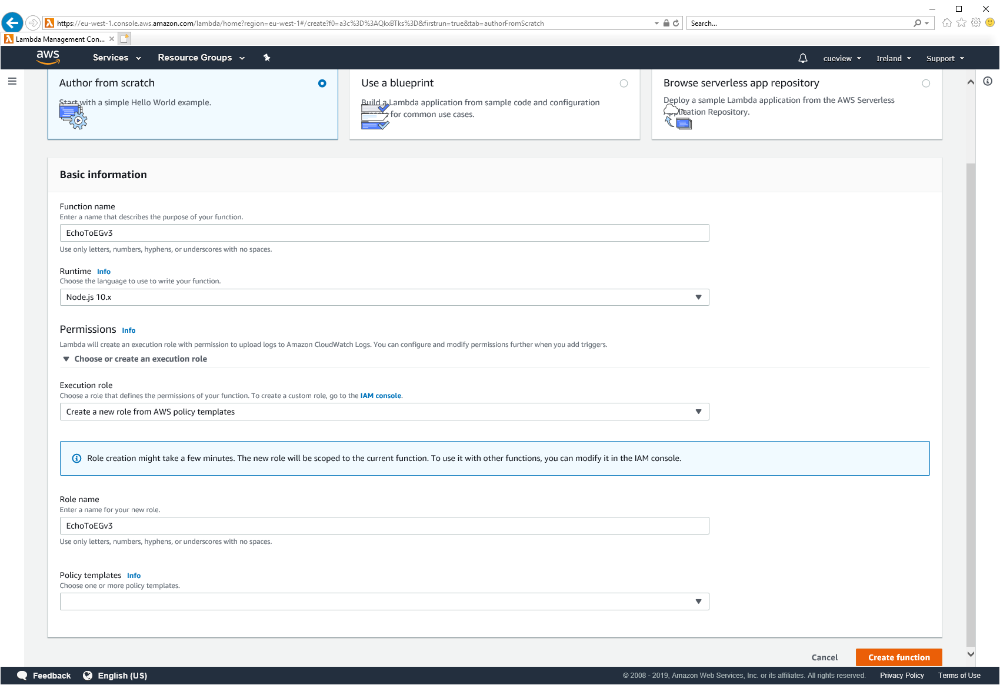 https://eu-west-1.console.aws.amazon.com/lambda/home?region=eu-west-1#/create?f0=a3c%3D%3AQkxBTks%3D&firstrun=true&tab=authorFromScratch
Search...
Lambda Management Con...
aws
Services
Resource Groups
cueview
Ireland
Support
Author from scratch
Start with a simple Hello World example.
Use a blueprint
Build a Lambda application from sample code and configuration
for common use cases.
Browse serverless app repository
Deploy a sample Lambda application from the AWS Serverless
Application Repository.
Basic information
Function name
Enter a name that describes the purpose of your function.
EchoToEGv3
Use only letters, numbers, hyphens, or underscores with no spaces.
Runtime Info
Choose the language to use to write your function.
Node.js 10.x
Permissions Info
Lambda will create an execution role with permission to upload logs to Amazon CloudWatch Logs. You can configure and modify permissions further when you add triggers.
Choose or create an execution role
Execution role
Choose a role that defines the permissions of your function. To create a custom role, go to the IAM console.
Create a new role from AWS policy templates
Role creation might take a few minutes. The new role will be scoped to the current function. To use it with other functions, you can modify it in the IAM console.
Role name
Enter a name for your new role.
EchoToEGv3
Use only letters, numbers, hyphens, or underscores with no spaces.
Policy templates Info
Choose one or more policy templates.
Cancel
Create function
Feedback
English (US)
© 2008 - 2019, Amazon Web Services, Inc. or its affiliates. All rights reserved.
Privacy Policy
Terms of Use